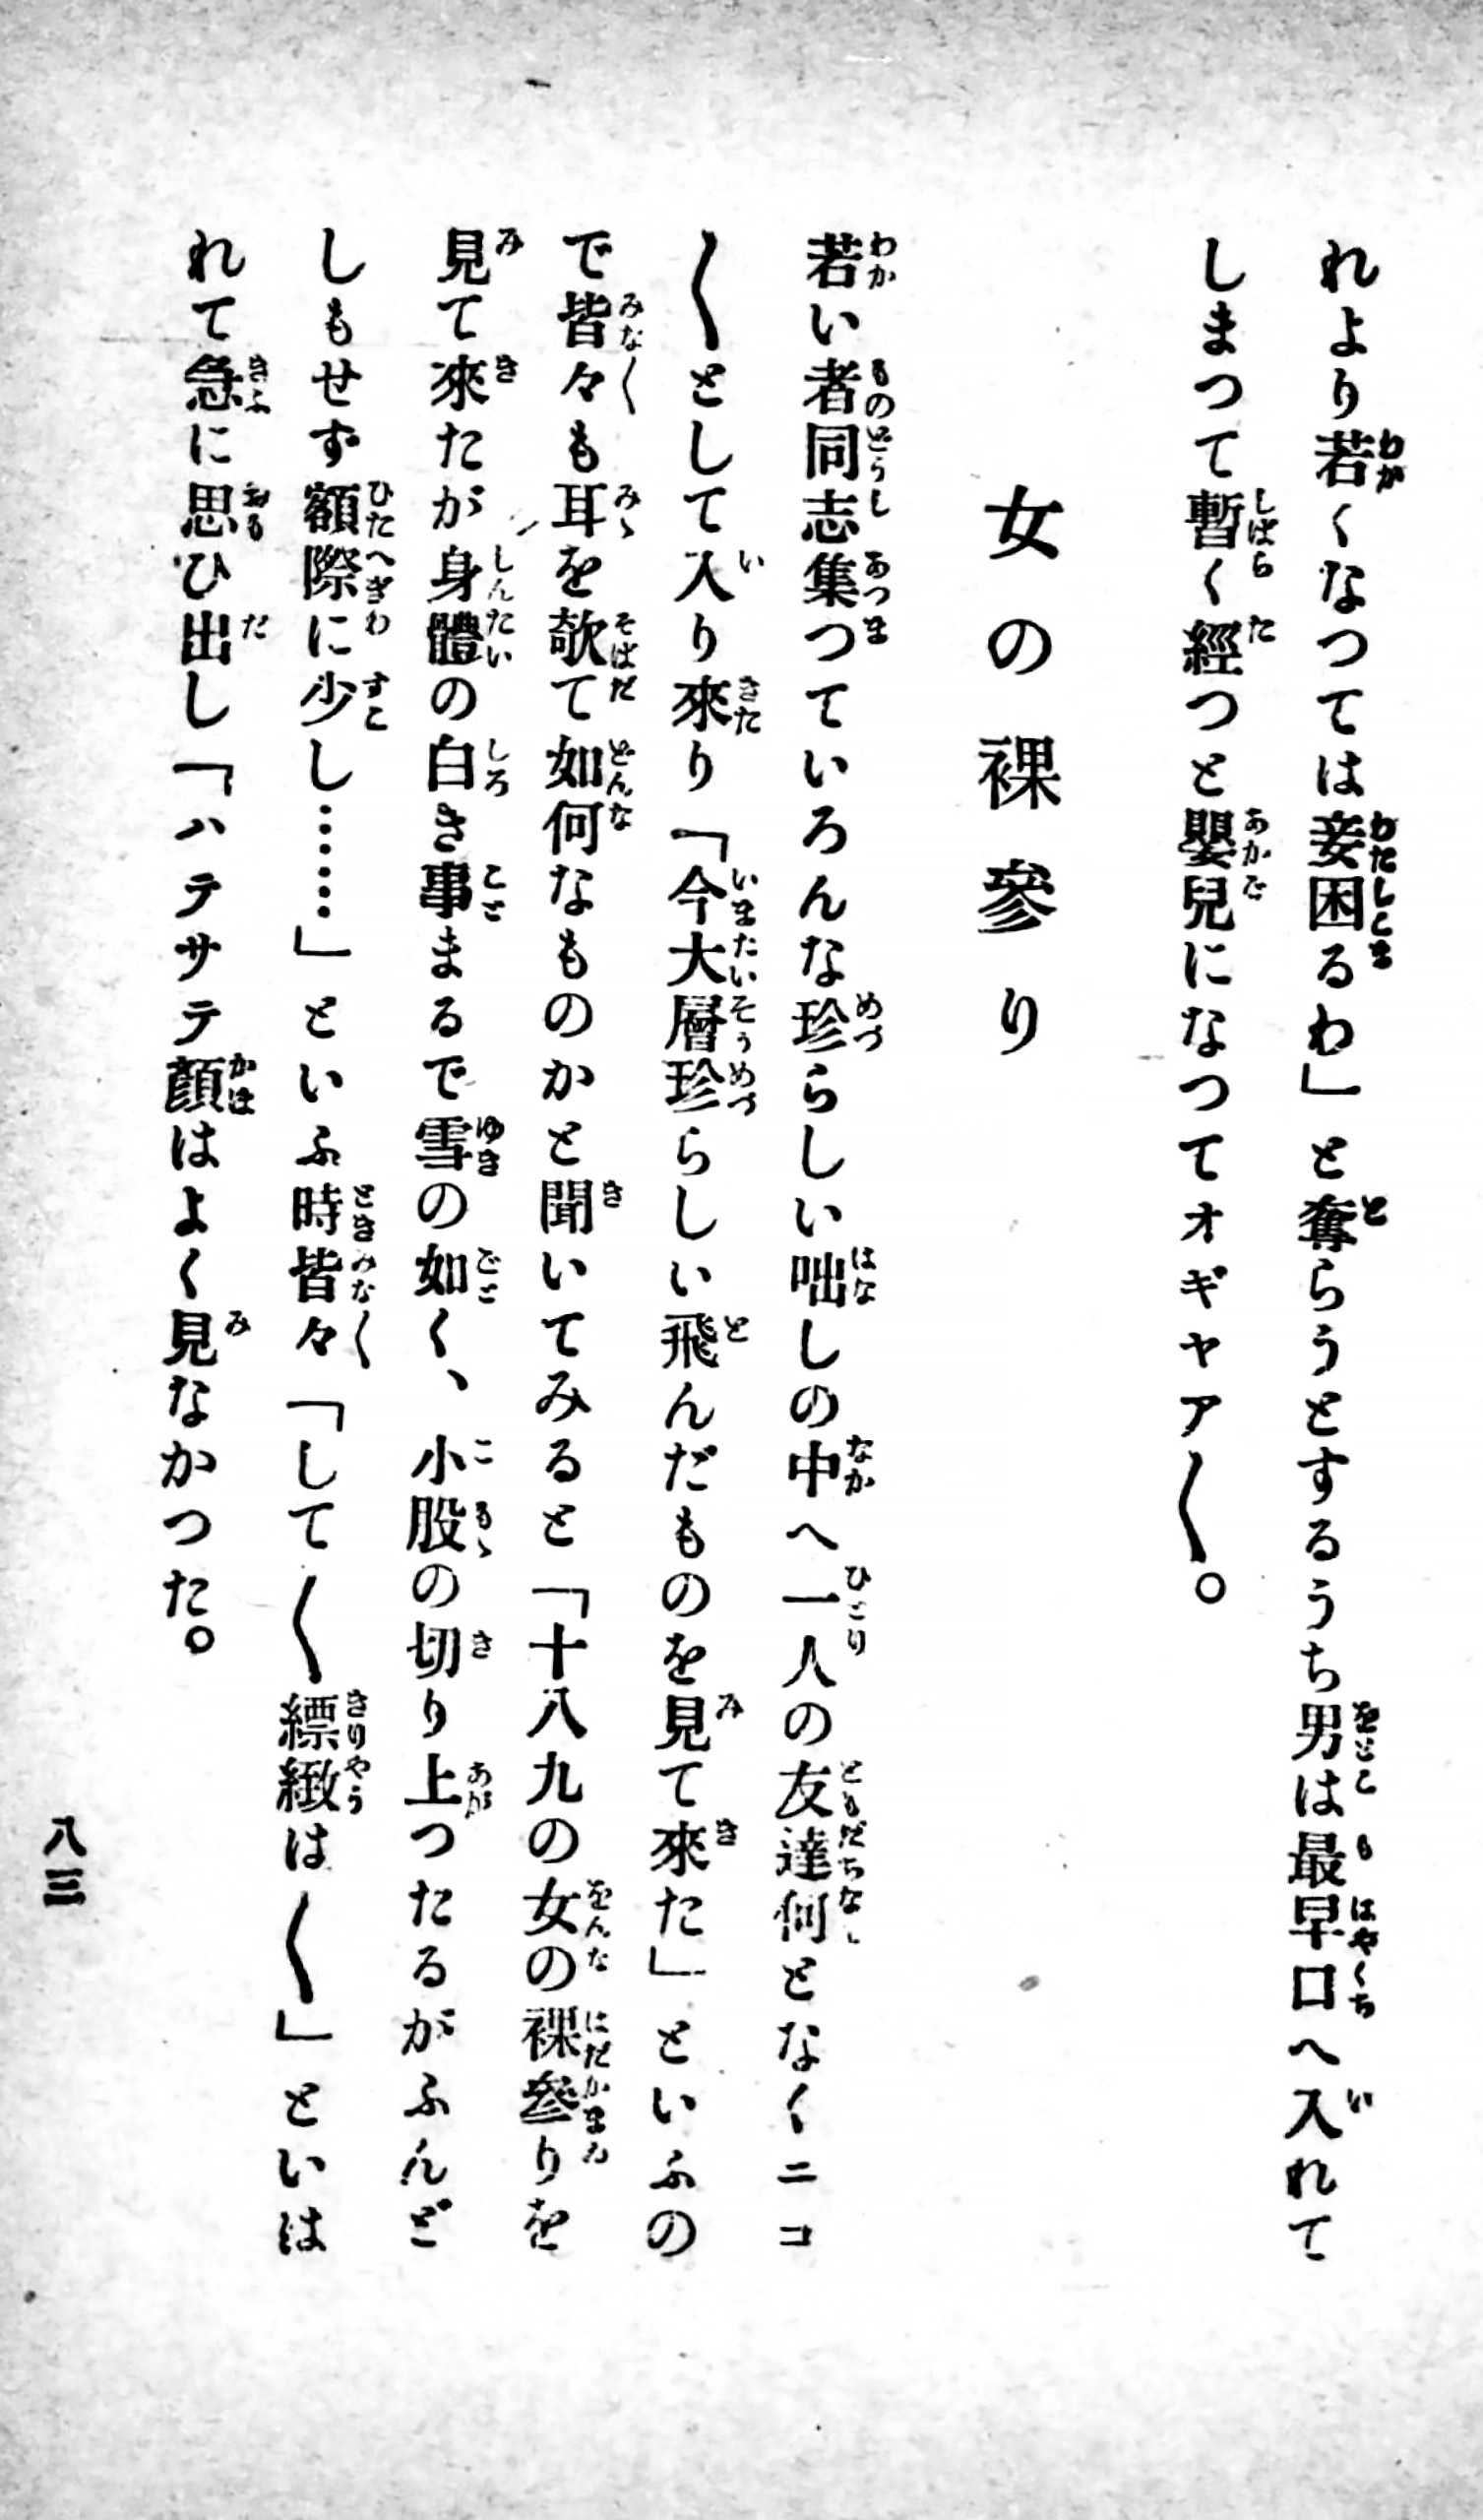 れより若くなつては妾困るわ」と奪らうとするうち男は最早口へ入れて
しまつて暫く經つと嬰兒になつてオギャア〱。
女の裸參り
若い者同志集つていろんな珍らしい咄しの中へ一人の友達何となくニコ
〱として入り來り「今大層珍らしい飛んだものを見て來た」といふの
で皆々も耳を欹て如何なものかと聞いてみると「十八九の女の裸參りを
見て來たが身體の白き事まるで雪の如く、小股の切り上つたるがふんど
しもせず額際に少し……」といふ時皆々「して〱縹緻は〱」といは
れて急に思ひ出し「ハテサテ顏はよく見なかつた。
八三